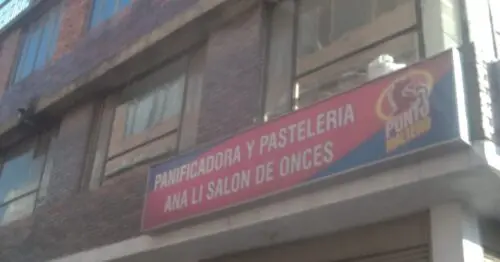 PANIFICADORA Y PASTELERIA
ANA LI SALON DE ONCES
PUNTO